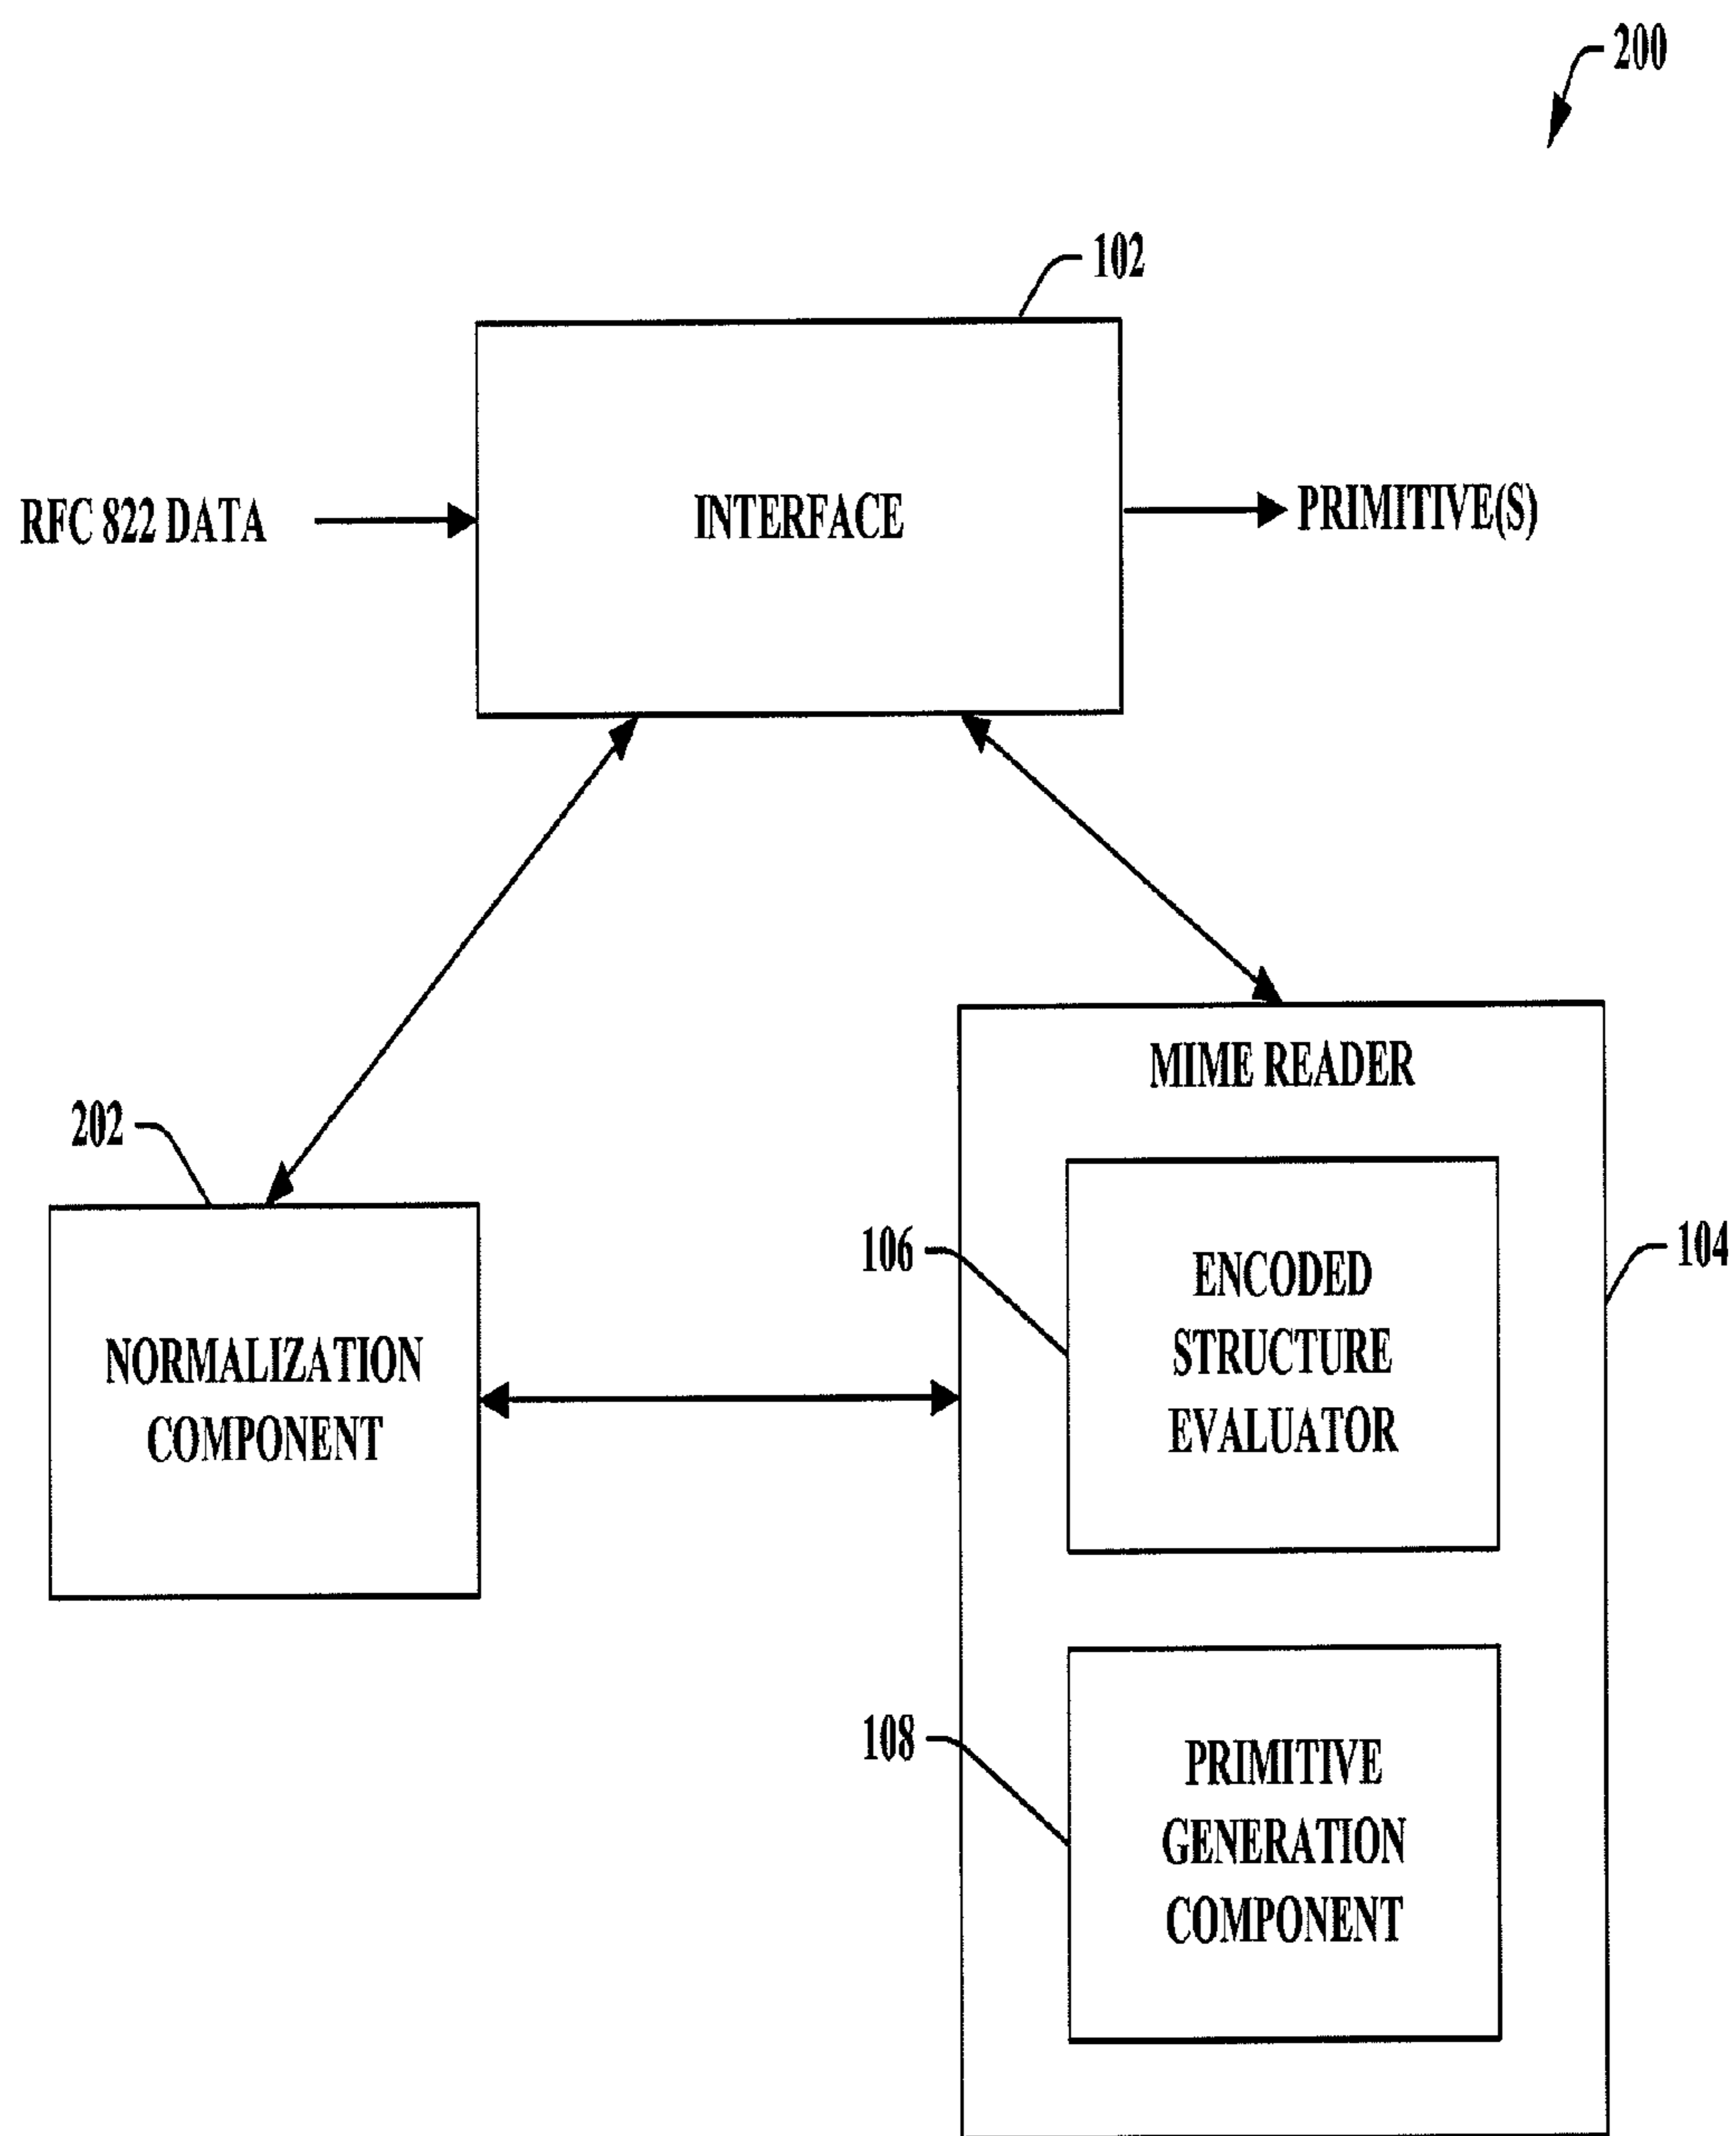 200
102
RFC 822 DATA
INTERFACE
PRIMITIVE(S)
MIME READER
202
106
104
ENCODED
STRUCTURE
EVALUATOR
NORMALIZATION
COMPONENT
108
PRIMITIVE
GENERATION
COMPONENT